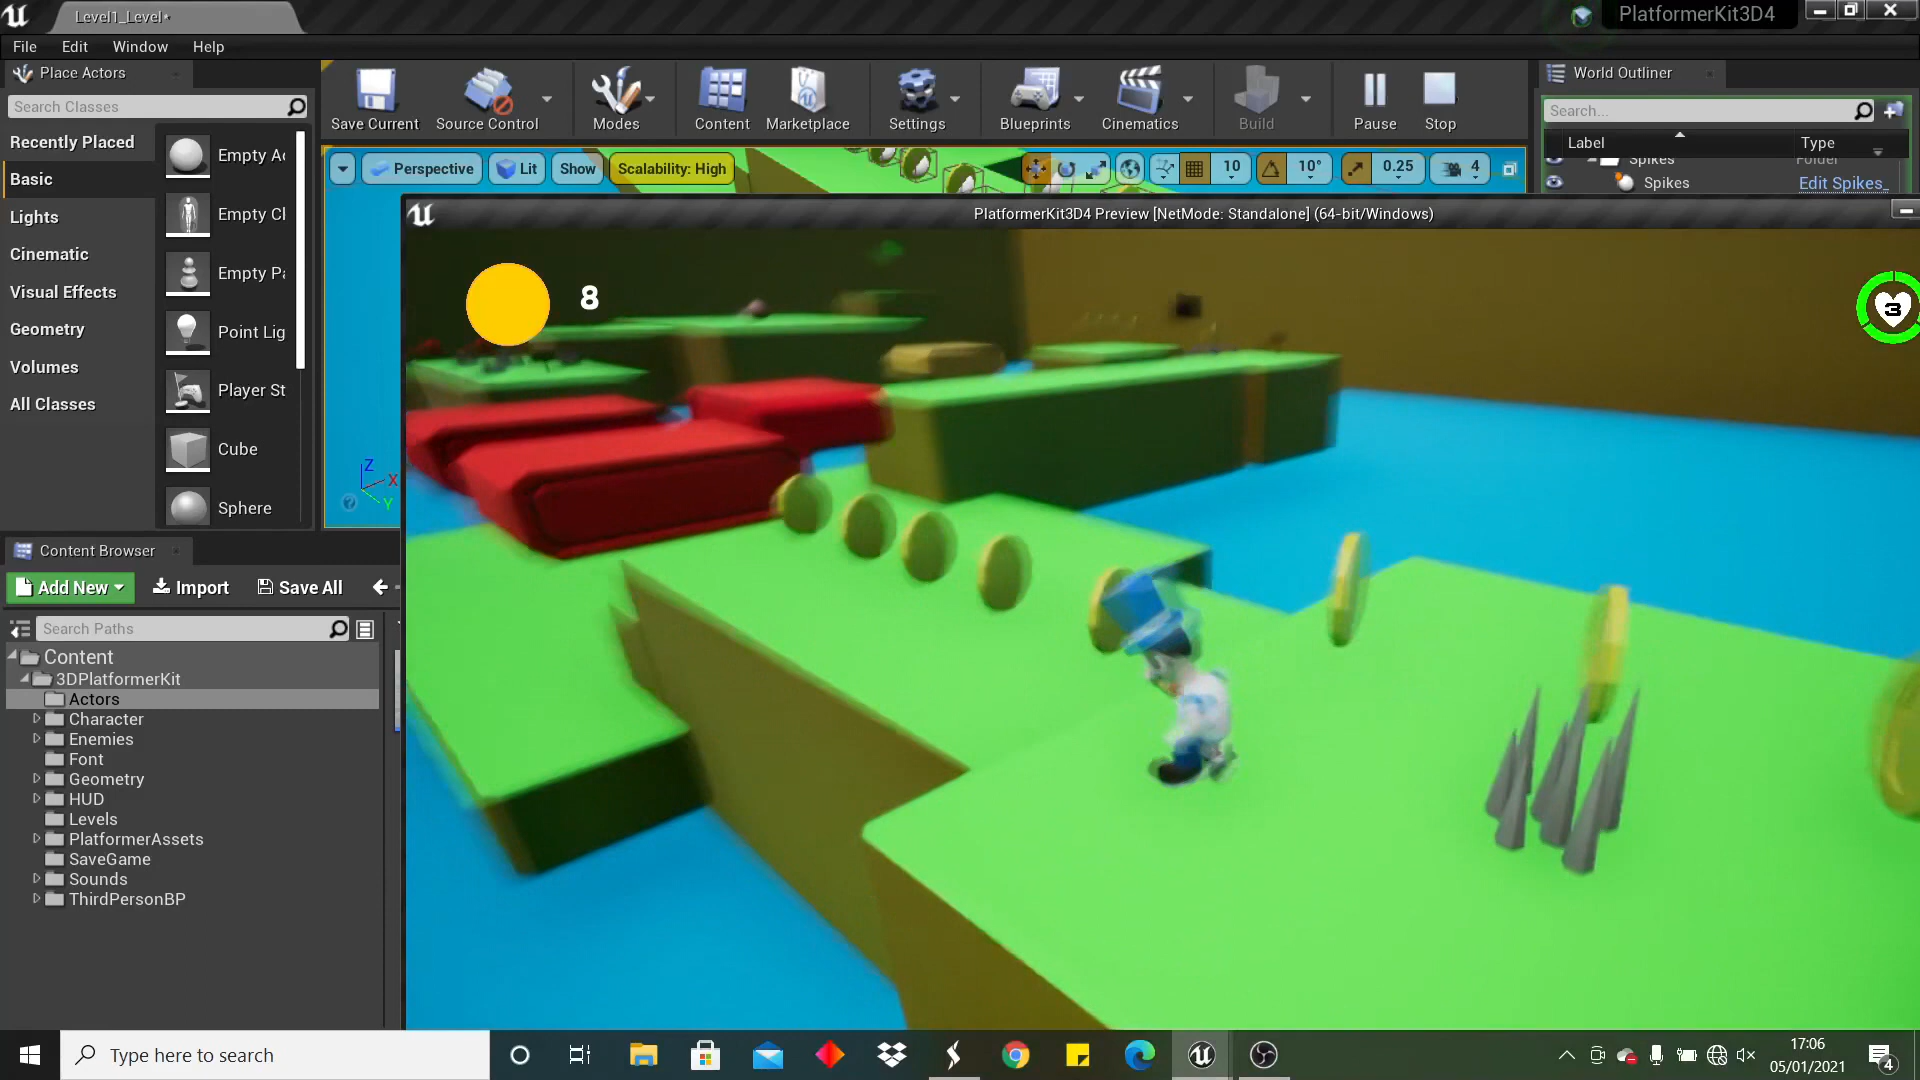 Level1_Level*
PlatformerKit3D4
File Edit Window Help
Place Actors
Search Classes
Recently Placed
Basic
Lights
Cinematic
Visual Effects
Geometry
Volumes
All Classes
Empty Ac
Empty Cl
Empty Pa
Point Lig
Player St
Cube
Sphere
Save Current
Source Control
Modes
Content
Marketplace
Settings
Blueprints
Cinematics
Build
Pause
Stop
World Outliner
Search...
Label Type
Spikes Folder
Spikes Edit Spikes_
Perspective
Lit
Show
Scalability: High
10
10°
0.25
4
Z
X
Y
PlatformerKit3D4 Preview [NetMode: Standalone] (64-bit/Windows)
8
3
Content Browser
Add New
Import
Save All
Search Paths
Content
3DPlatformerKit
Actors
Character
Enemies
Font
Geometry
HUD
Levels
PlatformerAssets
SaveGame
Sounds
ThirdPersonBP
Type here to search
17:06
05/01/2021
4